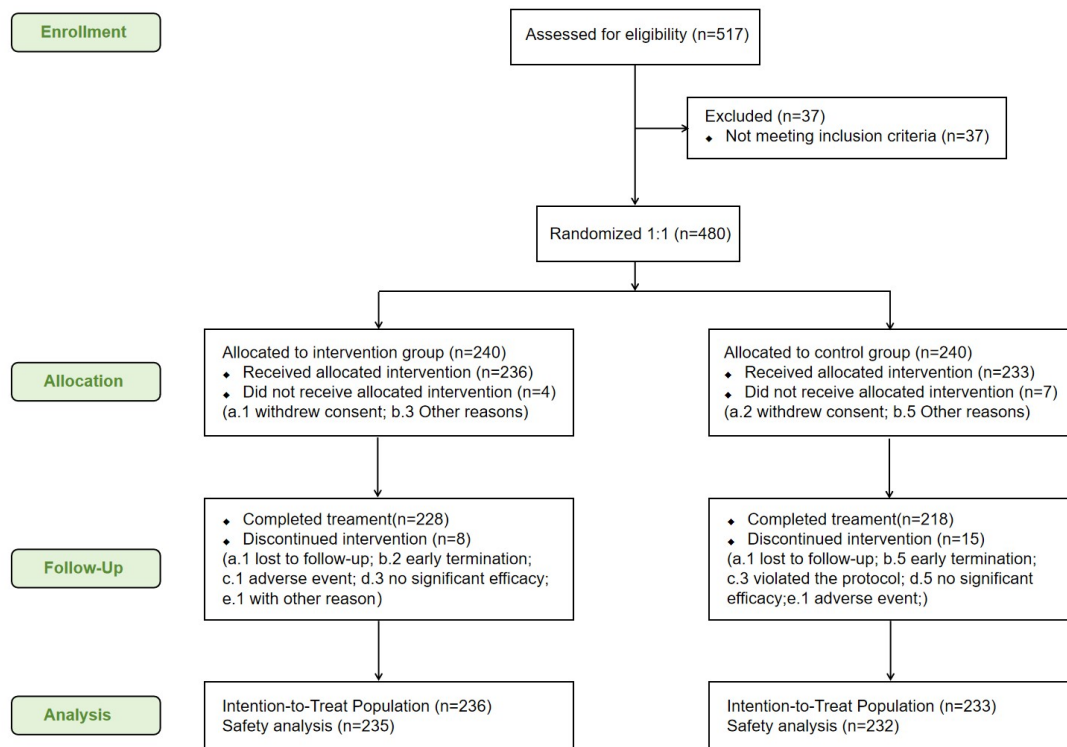 Enrollment
Assessed for eligibility (n=517)
Excluded (n=37)
◆ Not meeting inclusion criteria (n=37)
Randomized 1:1 (n=480)
Allocation
Allocated to intervention group (n=240)
◆ Received allocated intervention (n=236)
◆ Did not receive allocated intervention (n=4)
(a.1 withdrew consent; b.3 Other reasons)
Allocated to control group (n=240)
◆ Received allocated intervention (n=233)
◆ Did not receive allocated intervention (n=7)
(a.2 withdrew consent; b.5 Other reasons)
Follow-Up
◆ Completed treament(n=228)
◆ Discontinued intervention (n=8)
(a.1 lost to follow-up; b.2 early termination;
c.1 adverse event; d.3 no significant efficacy;
e.1 with other reason)
◆ Completed treament(n=218)
◆ Discontinued intervention (n=15)
(a.1 lost to follow-up; b.5 early termination;
c.3 violated the protocol; d.5 no significant
efficacy;e.1 adverse event;)
Analysis
Intention-to-Treat Population (n=236)
Safety analysis (n=235)
Intention-to-Treat Population (n=233)
Safety analysis (n=232)